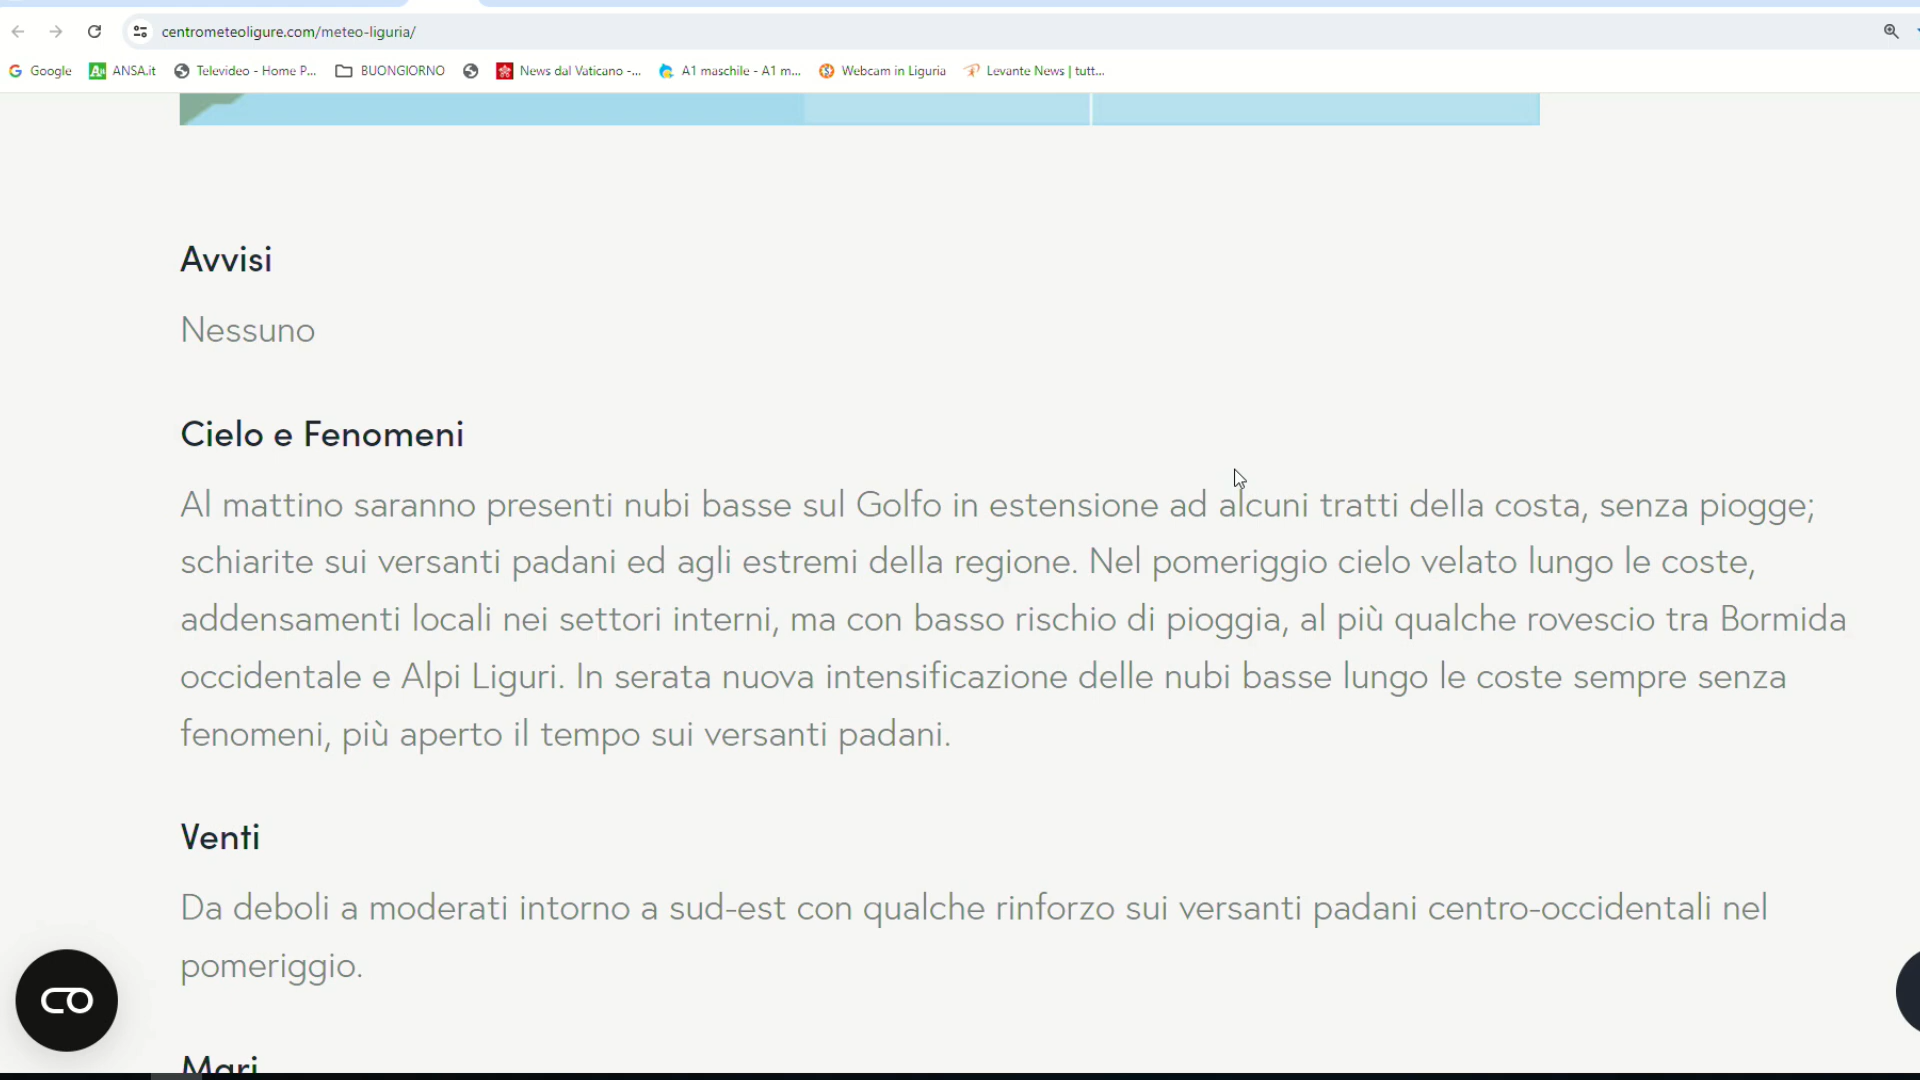 centrometeoligure.com/meteo-liguria/
Google ANSA.it Televideo - Home P... BUONGIORNO News dal Vaticano -... A1 maschile - A1 m... Webcam in Liguria Levante News | tutt...
Avvisi
Nessuno
Cielo e Fenomeni
Al mattino saranno presenti nubi basse sul Golfo in estensione ad alcuni tratti della costa, senza piogge;
schiarite sui versanti padani ed agli estremi della regione. Nel pomeriggio cielo velato lungo le coste,
addensamenti locali nei settori interni, ma con basso rischio di pioggia, al più qualche rovescio tra Bormida
occidentale e Alpi Liguri. In serata nuova intensificazione delle nubi basse lungo le coste sempre senza
fenomeni, più aperto il tempo sui versanti padani.
Venti
Da deboli a moderati intorno a sud-est con qualche rinforzo sui versanti padani centro-occidentali nel
pomeriggio.
Mari